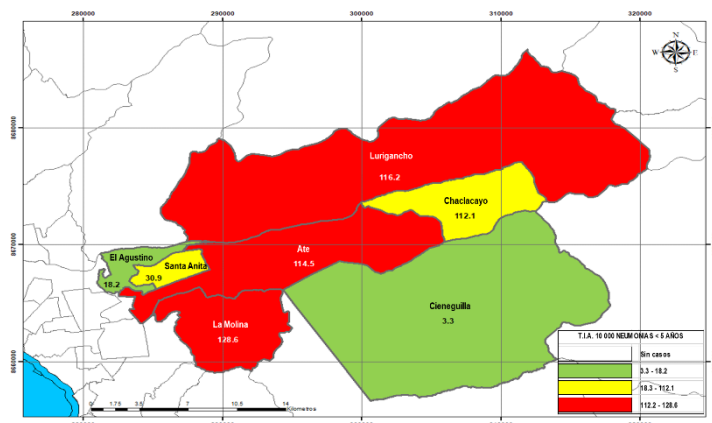 280000 290000 300000 310000 320000
N
W E
S
8680000
Lurigancho
116.2
Chaclacayo
112.1
8670000
Ate
114.5
El Agustino
18.2
Santa Anita
30.9
Cieneguilla
3.3
La Molina
128.6
8660000
T.I.A. 10 000 NEUMONIAS < 5 AÑOS
Sin casos
3.3 - 18.2
18.3 - 112.1
112.2 - 128.6
0 1.75 3.5 7 10.5 14
Kilometros